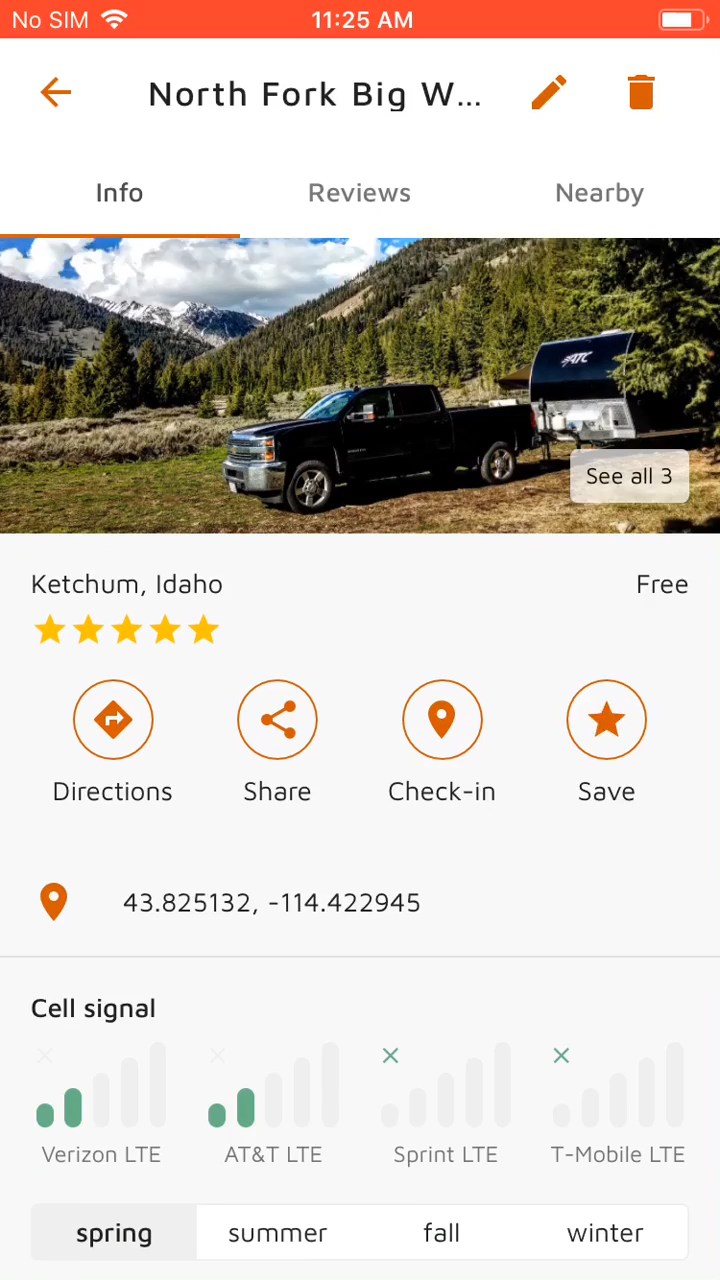 No SIM 11:25 AM
North Fork Big W...
Info Reviews Nearby
ATC
See all 3
Ketchum, Idaho Free
Directions Share Check-in Save
43.825132, -114.422945
Cell signal
Verizon LTE AT&T LTE Sprint LTE T-Mobile LTE
spring summer fall winter